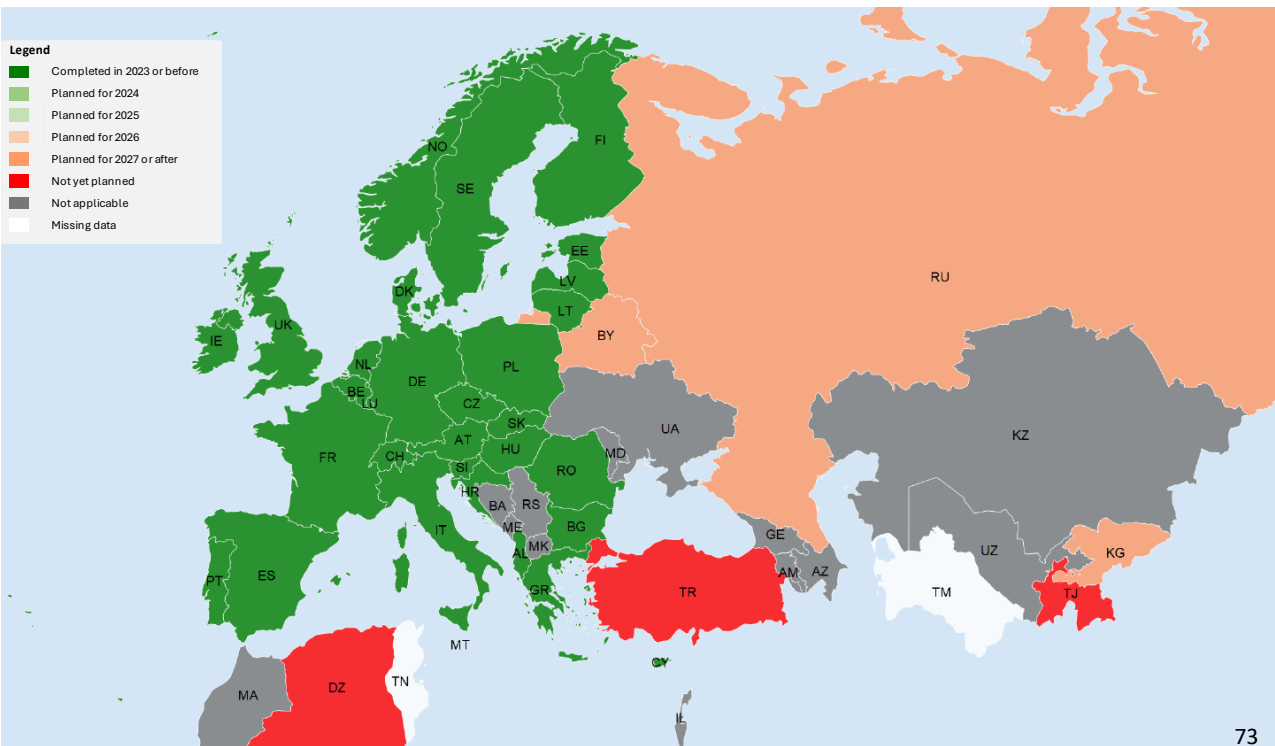 Legend
Completed in 2023 or before
Planned for 2024
Planned for 2025
Planned for 2026
Planned for 2027 or after
Not yet planned
Not applicable
Missing data
NO
FI
SE
EE
LV
LT
DK
RU
BY
IE
UK
NL
BE
LU
DE
PL
CZ
SK
AT
HU
CH
FR
SI
HR
RO
MD
UA
KZ
BA
RS
ME
MK
AL
BG
IT
GR
PT
ES
MT
CY
TR
GE
AM
AZ
UZ
TM
KG
TJ
MA
DZ
TN
IL
73